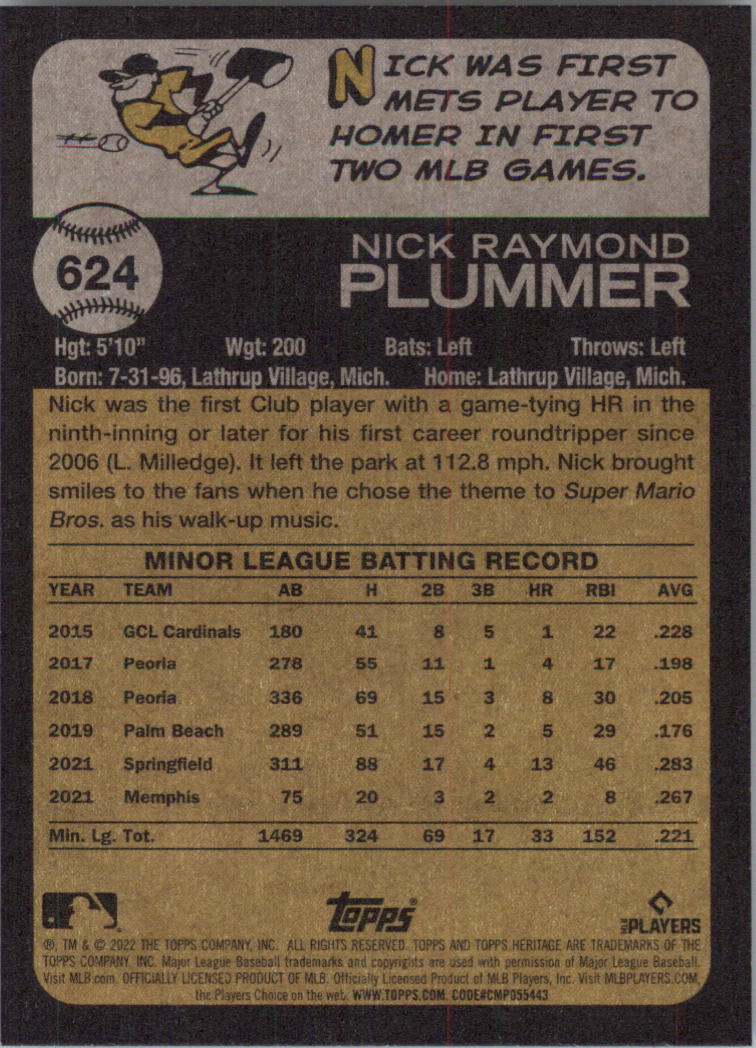 NICK WAS FIRST
METS PLAYER TO
HOMER IN FIRST
TWO MLB GAMES.
624
NICK RAYMOND
PLUMMER
Hgt: 5'10" Wgt: 200 Bats: Left Throws: Left
Born: 7-31-96, Lathrup Village, Mich. Home: Lathrup Village, Mich.
Nick was the first Club player with a game-tying HR in the
ninth-inning or later for his first career roundtripper since
2006 (L. Milledge). It left the park at 112.8 mph. Nick brought
smiles to the fans when he chose the theme to Super Mario
Bros. as his walk-up music.
MINOR LEAGUE BATTING RECORD
YEAR TEAM AB H 2B 3B HR RBI AVG
2015 GCL Cardinals 180 41 8 5 1 22 .228
2017 Peoria 278 55 11 1 4 17 .198
2018 Peoria 336 69 15 3 8 30 .205
2019 Palm Beach 289 51 15 2 5 29 .176
2021 Springfield 311 88 17 4 13 46 .283
2021 Memphis 75 20 3 2 2 8 .267
Min. Lg. Tot. 1469 324 69 17 33 152 .221
Topps®
MLB PLAYERS
®, TM & © 2022 THE TOPPS COMPANY, INC. ALL RIGHTS RESERVED. TOPPS AND TOPPS HERITAGE ARE TRADEMARKS OF THE
TOPPS COMPANY, INC. Major League Baseball trademarks and copyrights are used with permission of Major League Baseball.
Visit MLB.com. OFFICIALLY LICENSED PRODUCT OF MLB. Officially Licensed Product of MLB Players, Inc. Visit MLBPLAYERS.COM,
the Players Choice on the web. WWW.TOPPS.COM. CODE#CMP055443